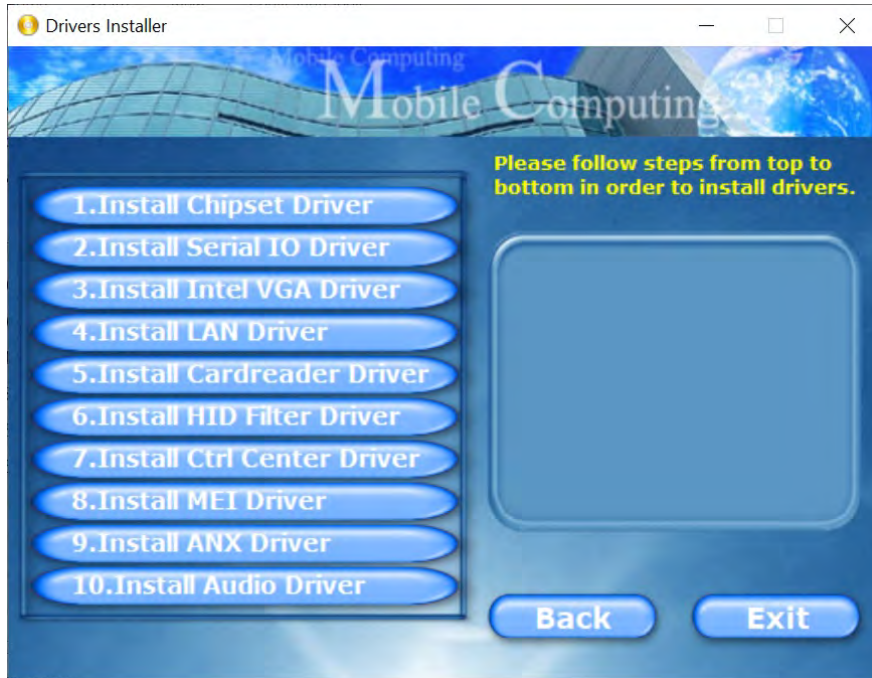 Drivers Installer
Mobile Computing
Mobile Computing
Please follow steps from top to
bottom in order to install drivers.
1.Install Chipset Driver
2.Install Serial IO Driver
3.Install Intel VGA Driver
4.Install LAN Driver
5.Install Cardreader Driver
6.Install HID Filter Driver
7.Install Ctrl Center Driver
8.Install MEI Driver
9.Install ANX Driver
10.Install Audio Driver
Back
Exit